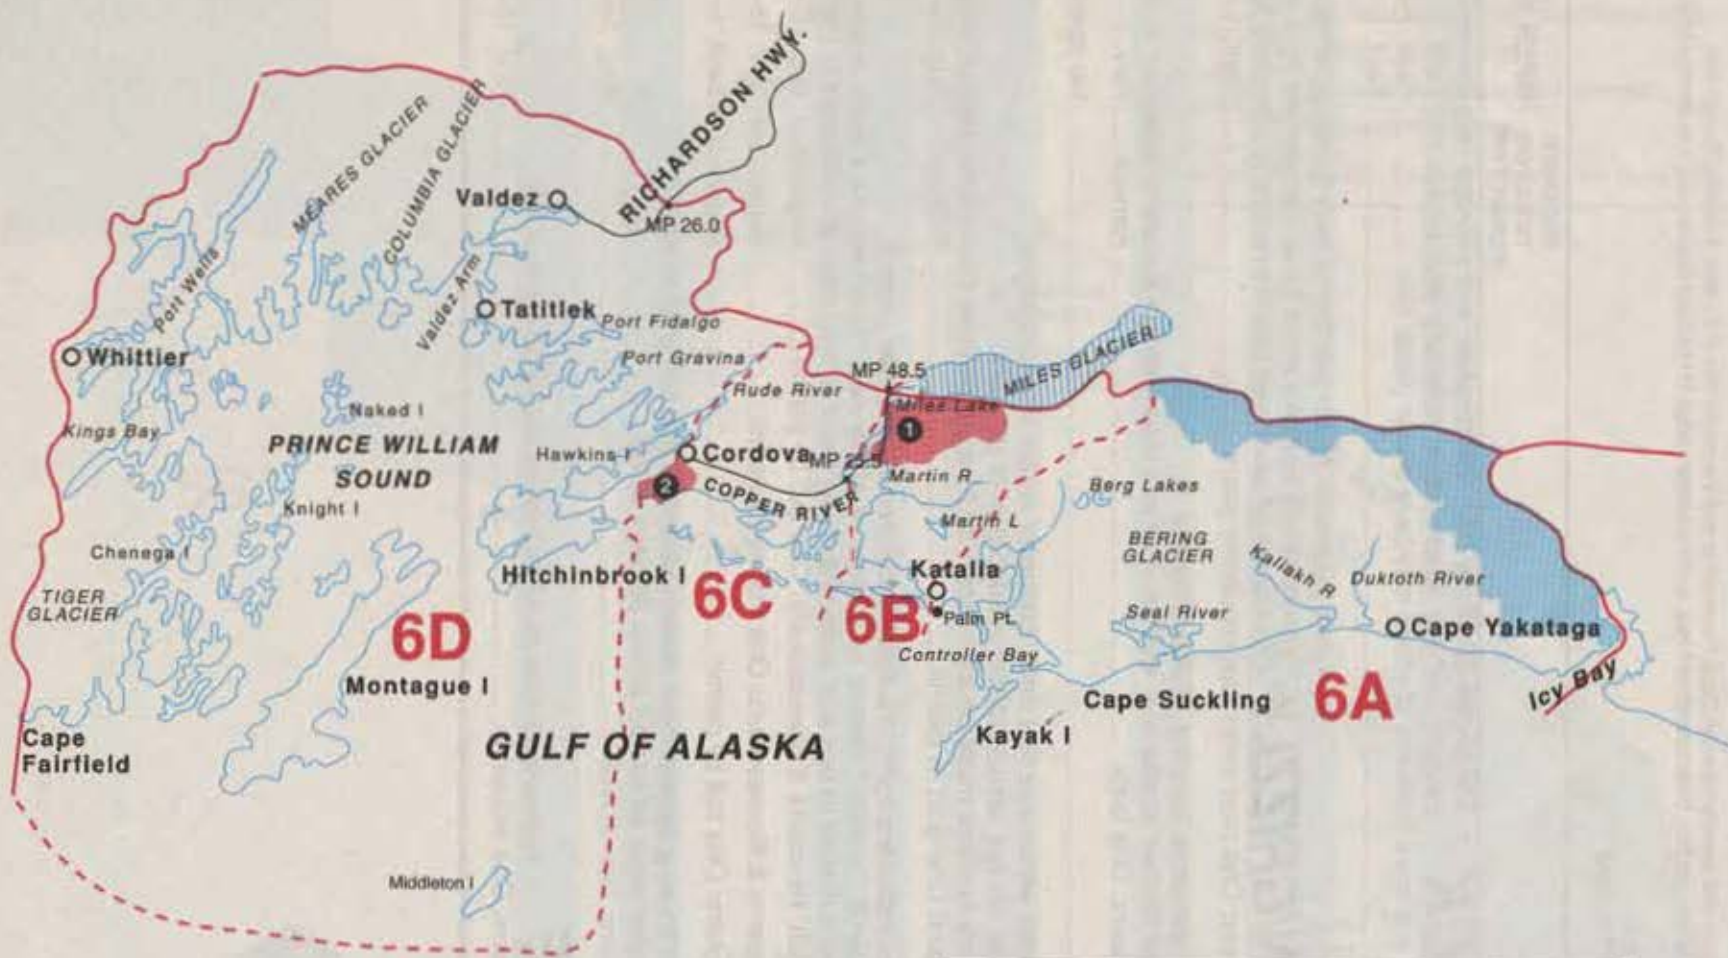 RICHARDSON HWY.
MEARES GLACIER
COLUMBIA GLACIER
Valdez
MP 26.0
Port Wells
Valdez Arm
Tatitlek
Port Fidalgo
Whittier
Port Gravina
MP 48.5
MILES GLACIER
Rude River
Miles Lake
Naked I
Kings Bay
PRINCE WILLIAM
SOUND
Hawkins I
Cordova
MP
1
2
COPPER RIVER
Martin R
Berg Lakes
Knight I
Martin L
Chenega I
BERING
GLACIER
Kaliakh R
Duktoth River
Hitchinbrook I
Katalla
TIGER
GLACIER
6C
6B
Palm Pt.
Seal River
Cape Yakataga
6D
Controller Bay
Montague I
Cape Suckling
6A
Icy Bay
Cape
Fairfield
GULF OF ALASKA
Kayak I
Middleton I